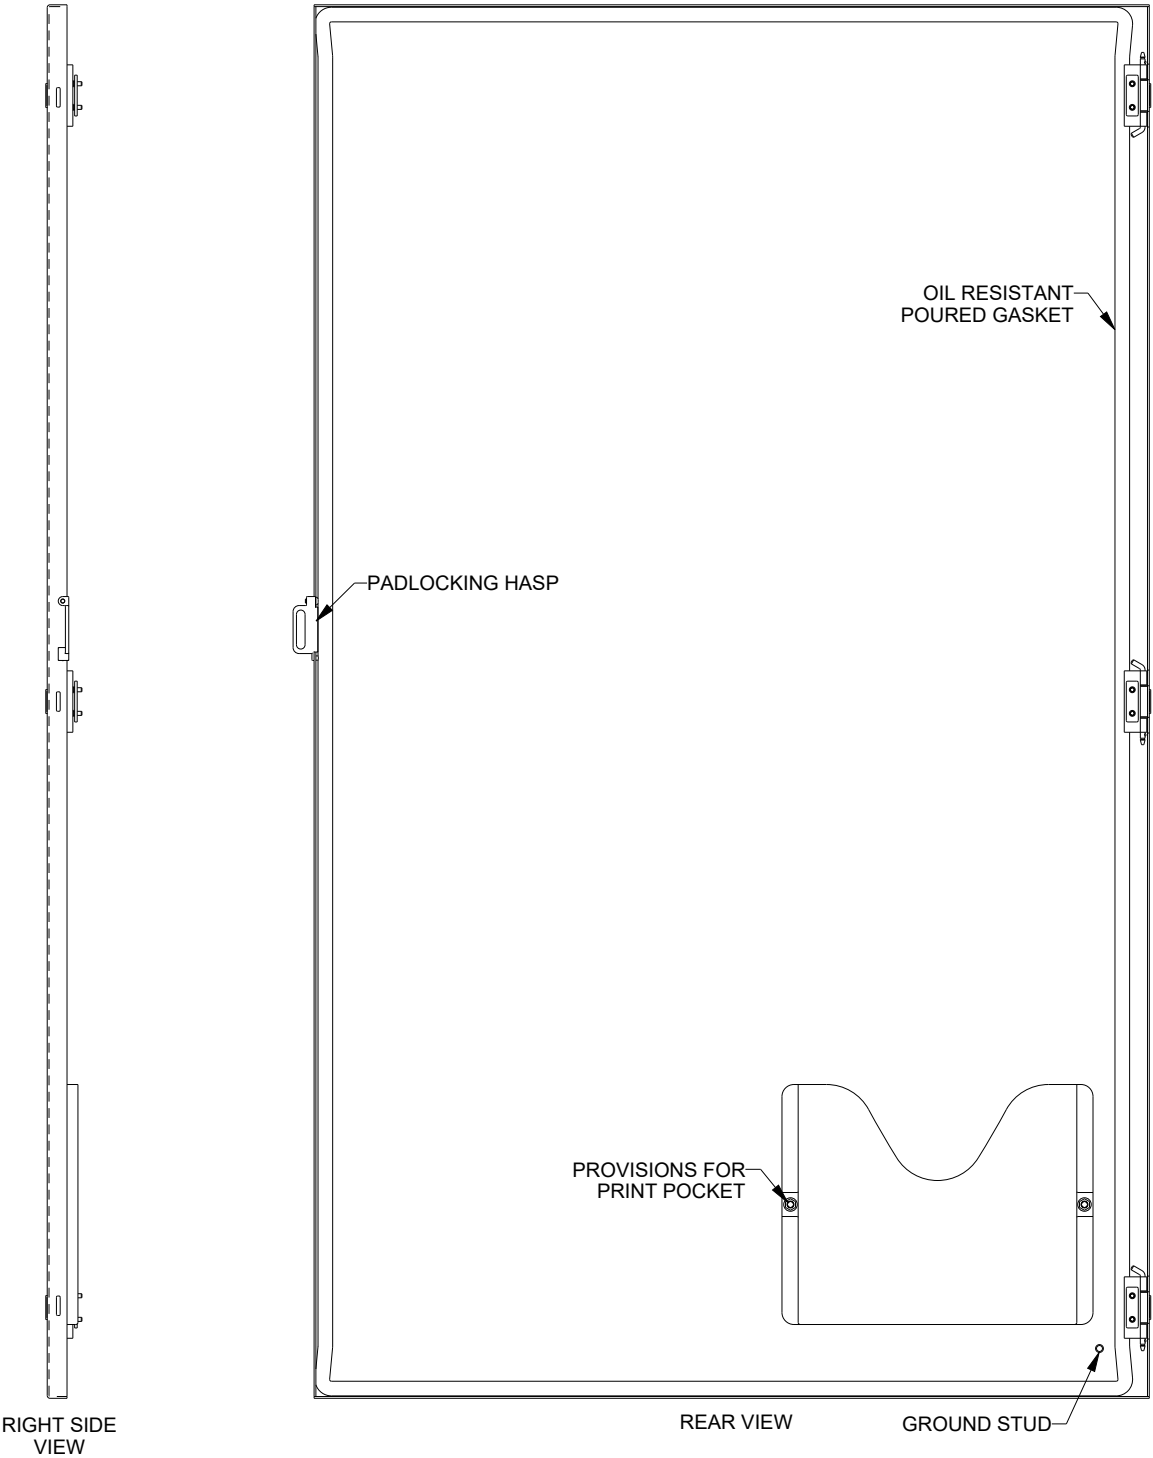 OIL RESISTANT
POURED GASKET
PADLOCKING HASP
PROVISIONS FOR
PRINT POCKET
RIGHT SIDE
VIEW
REAR VIEW
GROUND STUD